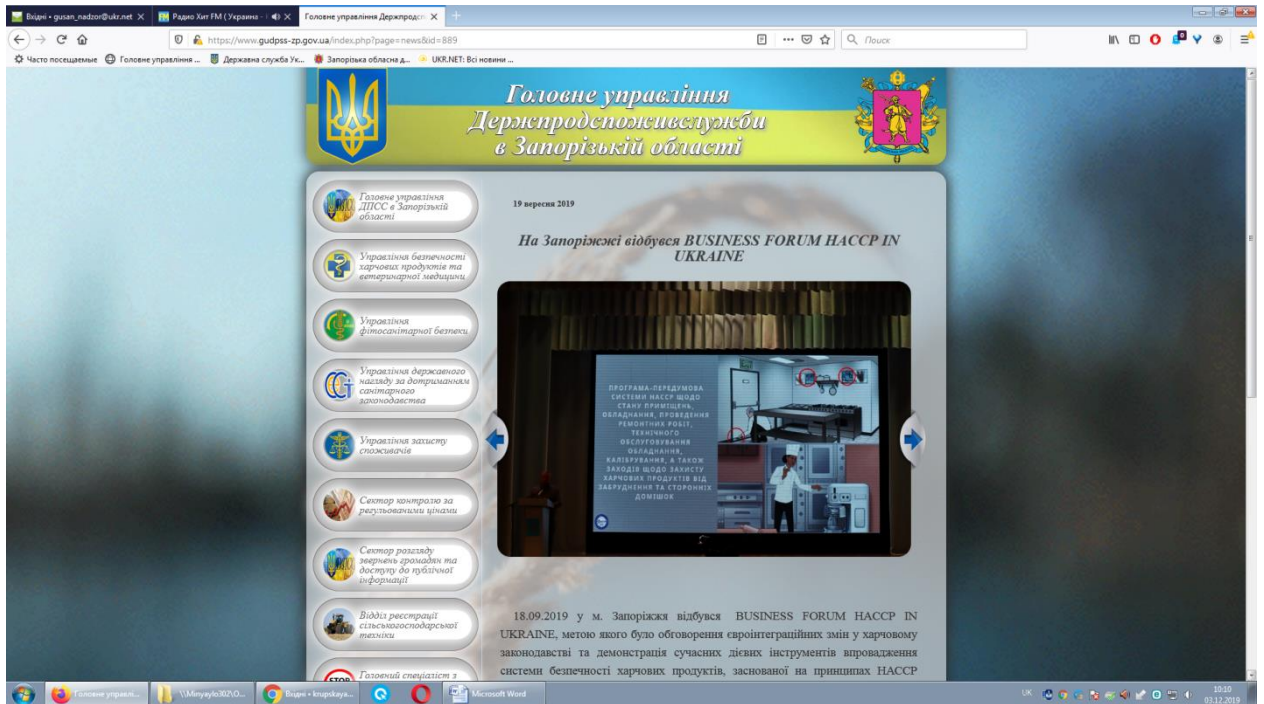 Вхідні • gusan_nadzor@ukr.net
Радио Хит FM ( Украина -
Головне управління Держпродсп
https://www.gudpss-zp.gov.ua/index.php?page=news&id=889
Поиск
Часто посещаемые
Головне управління ...
Державна служба Ук...
Запорізька обласна д...
UKR.NET: Всі новини ...
Головне управління
Держпродспоживслужби
в Запорізькій області
Головне управління
ДПСС в Запорізькій
області
Управління безпечності
харчових продуктів та
ветеринарної медицини
Управління
фітосанітарної безпеки
Управління державного
нагляду за дотриманням
санітарного
законодавства
Управління захисту
споживачів
Сектор контролю за
регульованими цінами
Сектор розгляду
звернень громадян та
доступу до публічної
інформації
Відділ реєстрації
сільськогосподарської
техніки
STOP
Головний спеціаліст з
19 вересня 2019
На Запоріжжі відбувся BUSINESS FORUM HACCP IN
UKRAINE
ПРОГРАМА-ПЕРЕДУМОВА
СИСТЕМИ НАССР ЩОДО
СТАНУ ПРИМІЩЕНЬ,
ОБЛАДНАННЯ, ПРОВЕДЕННЯ
РЕМОНТНИХ РОБІТ,
ТЕХНІЧНОГО
ОБСЛУГОВУВАННЯ
ОБЛАДНАННЯ,
КАЛІБРУВАННЯ, А ТАКОЖ
ЗАХОДІВ ЩОДО ЗАХИСТУ
ХАРЧОВИХ ПРОДУКТІВ ВІД
ЗАБРУДНЕННЯ ТА СТОРОННІХ
ДОМІШОК
18.09.2019 у м. Запоріжжя відбувся BUSINESS FORUM HACCP IN
UKRAINE, метою якого було обговорення євроінтеграційних змін у харчовому
законодавстві та демонстрація сучасних дієвих інструментів впровадження
системи безпечності харчових продуктів, заснованої на принципах НАССР
Головне управлі...
\\Minyaylo302\O...
Вхідні • krupskaya...
Microsoft Word
UK
10:10
03.12.2019